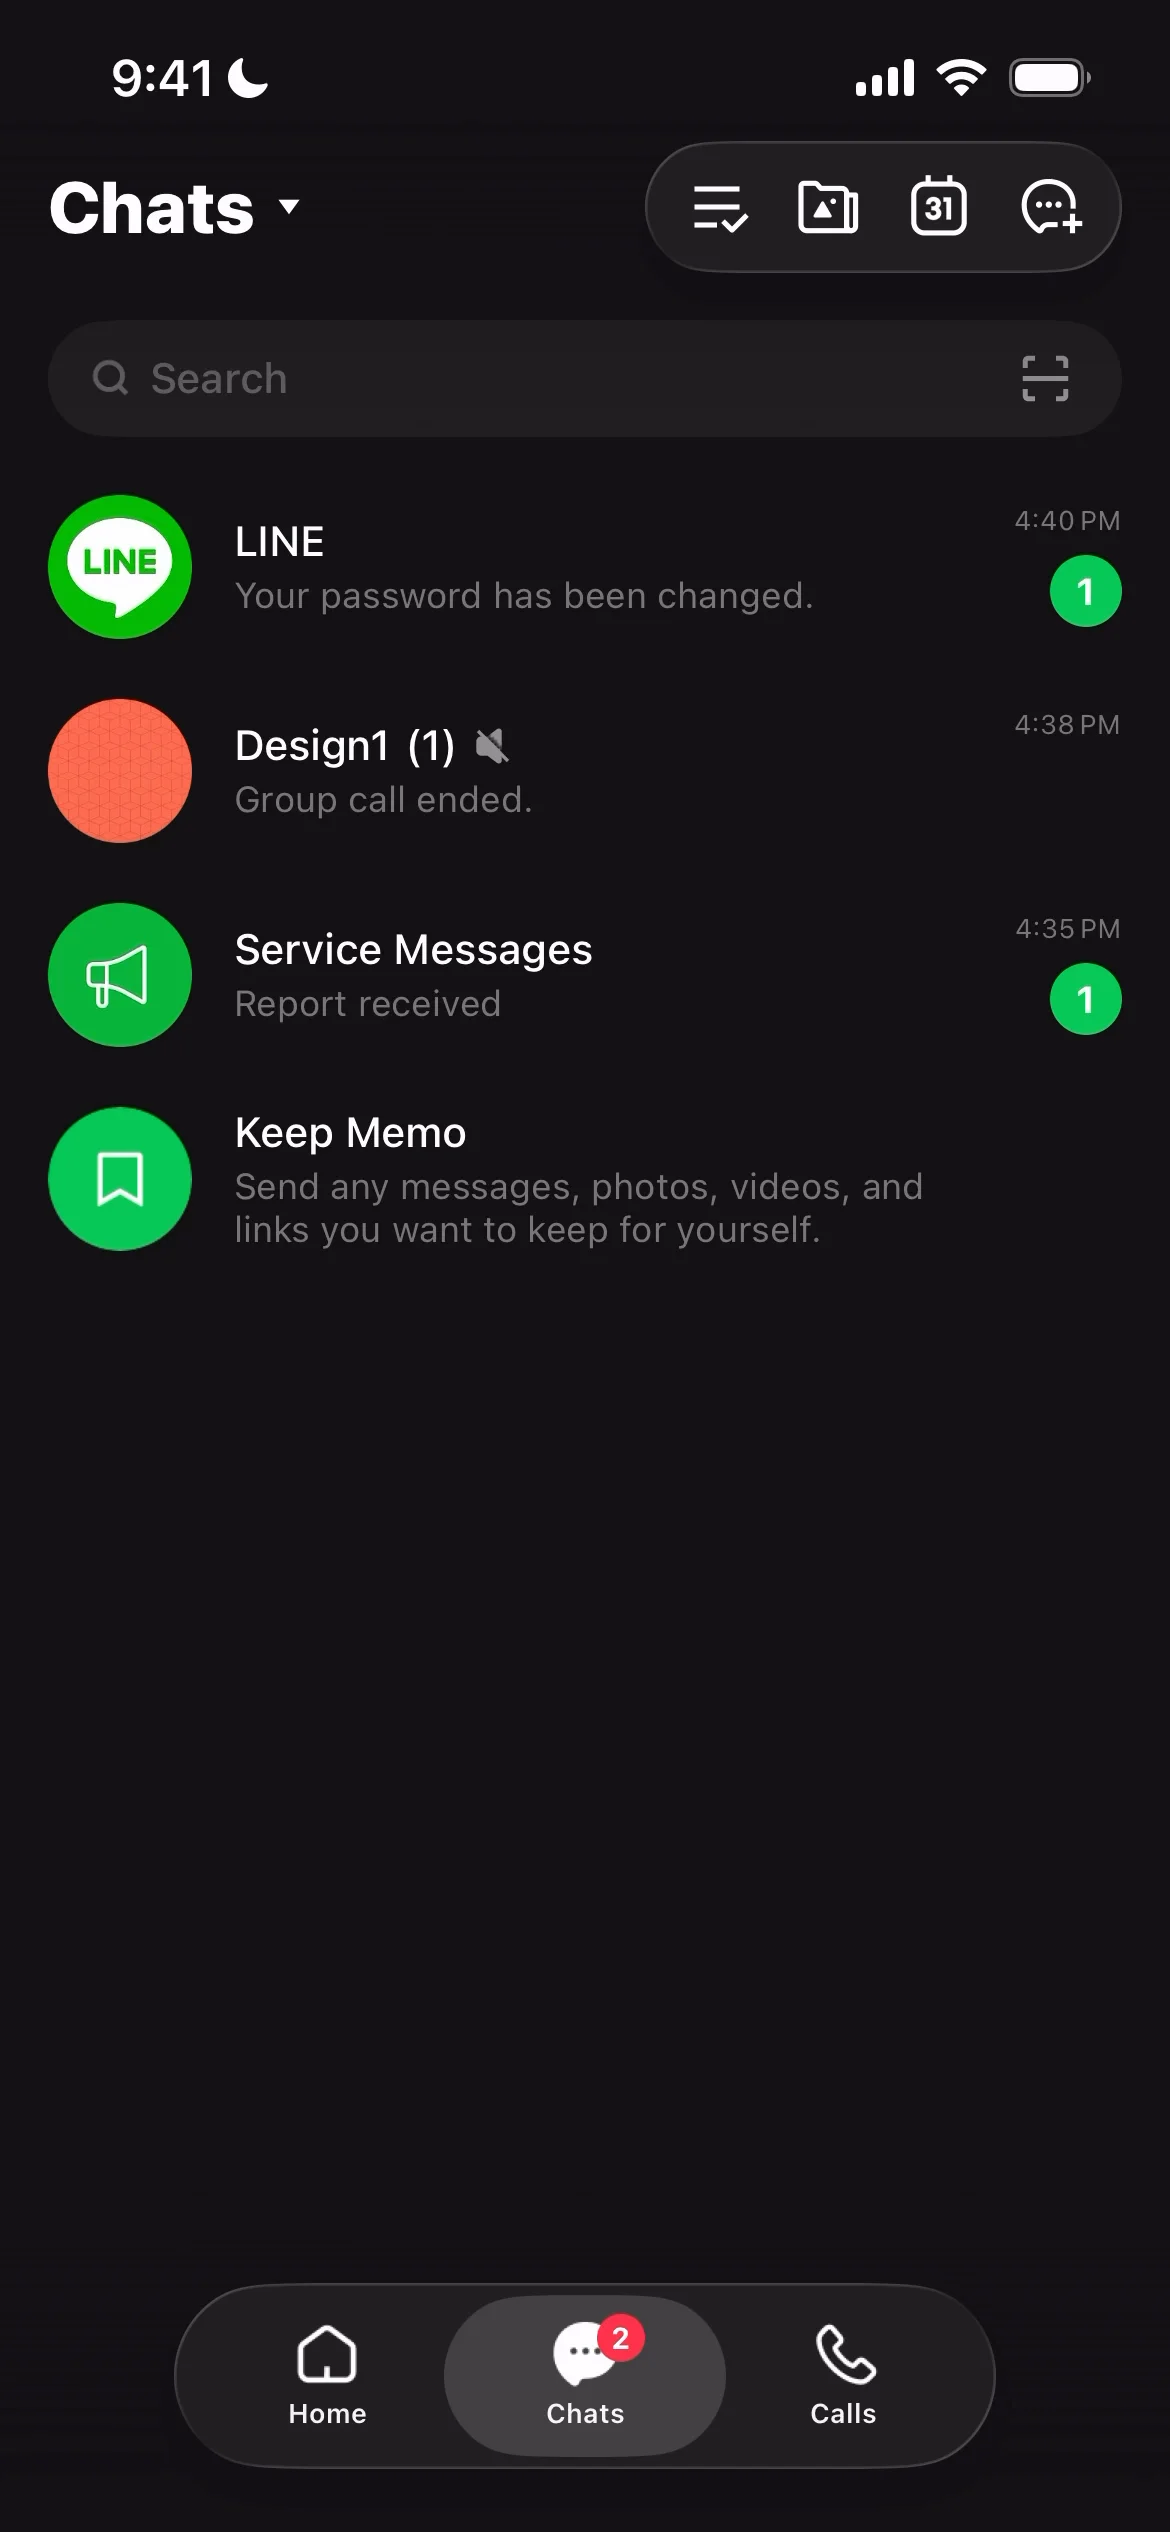 9:41
Chats
31
Search
LINE
LINE
4:40 PM
Your password has been changed.
1
Design1 (1)
4:38 PM
Group call ended.
Service Messages
4:35 PM
Report received
1
Keep Memo
Send any messages, photos, videos, and
links you want to keep for yourself.
2
Home
Chats
Calls